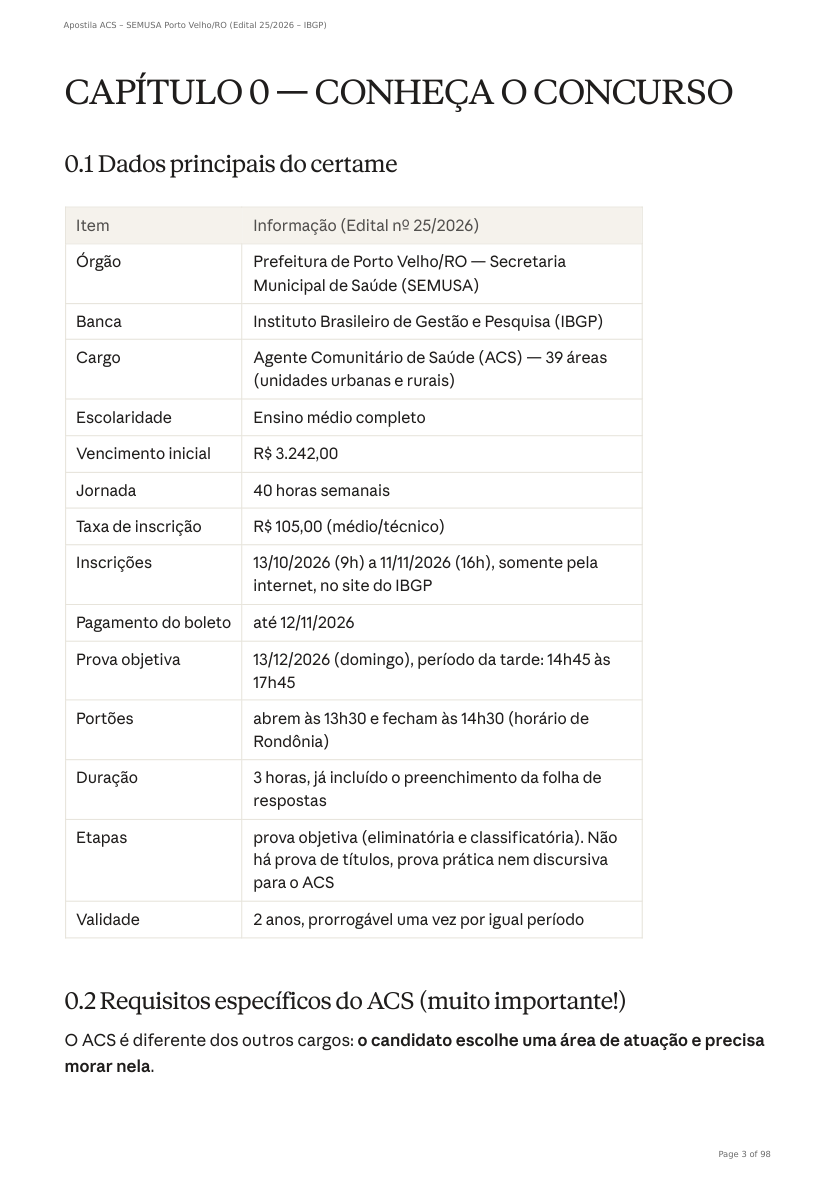 Apostila ACS – SEMUSA Porto Velho/RO (Edital 25/2026 – IBGP)
CAPÍTULO 0 — CONHEÇA O CONCURSO
0.1 Dados principais do certame
Item Informação (Edital nº 25/2026)
Órgão Prefeitura de Porto Velho/RO — Secretaria
Municipal de Saúde (SEMUSA)
Banca Instituto Brasileiro de Gestão e Pesquisa (IBGP)
Cargo Agente Comunitário de Saúde (ACS) — 39 áreas
(unidades urbanas e rurais)
Escolaridade Ensino médio completo
Vencimento inicial R$ 3.242,00
Jornada 40 horas semanais
Taxa de inscrição R$ 105,00 (médio/técnico)
Inscrições 13/10/2026 (9h) a 11/11/2026 (16h), somente pela
internet, no site do IBGP
Pagamento do boleto até 12/11/2026
Prova objetiva 13/12/2026 (domingo), período da tarde: 14h45 às
17h45
Portões abrem às 13h30 e fecham às 14h30 (horário de
Rondônia)
Duração 3 horas, já incluído o preenchimento da folha de
respostas
Etapas prova objetiva (eliminatória e classificatória). Não
há prova de títulos, prova prática nem discursiva
para o ACS
Validade 2 anos, prorrogável uma vez por igual período
0.2 Requisitos específicos do ACS (muito importante!)
O ACS é diferente dos outros cargos: o candidato escolhe uma área de atuação e precisa
morar nela.
Page 3 of 98